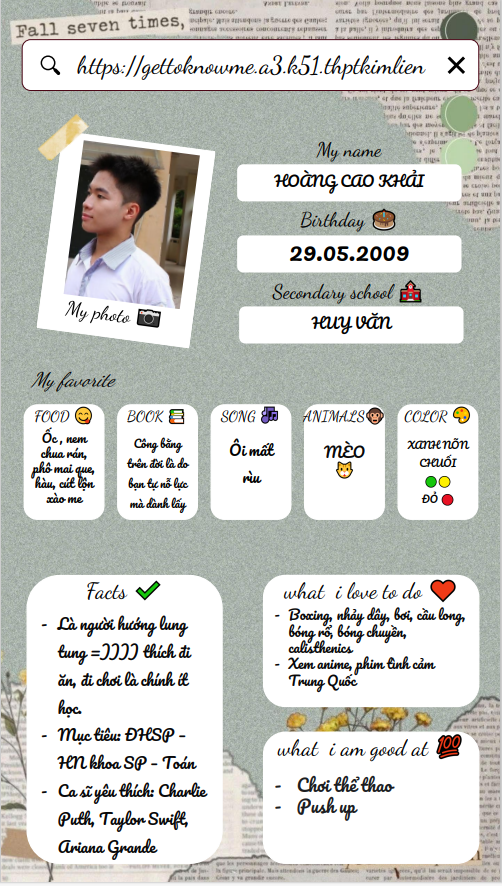 Fall seven times,
https://gettoknowme.a3.k51.thptkimlien
My name
HOÀNG CAO KHẢI
Birthday
29.05.2009
Secondary school
HUY VĂN
My photo
My favorite
FOOD
Ốc , nem
chua rán,
phô mai que,
hàu, cút lộn
xào me
BOOK
Công bằng
trên đời là do
bạn tự nỗ lực
mà dành lấy
SONG
Ôi mất
rìu
ANIMALS
MÈO
COLOR
XANH NÕN
CHUỐI
ĐỎ
Facts
- Là người hướng lung
tung =)))) thích đi
ăn, đi chơi là chính ít
học.
- Mục tiêu: ĐHSP -
HN khoa SP - Toán
- Ca sĩ yêu thích: Charlie
Puth, Taylor Swift,
Ariana Grande
what i love to do
- Boxing, nhảy dây, bơi, cầu long,
bóng rổ, bóng chuyền,
calisthenics
- Xem anime, phim tình cảm
Trung Quốc
what i am good at 💯
- Chơi thể thao
- Push up